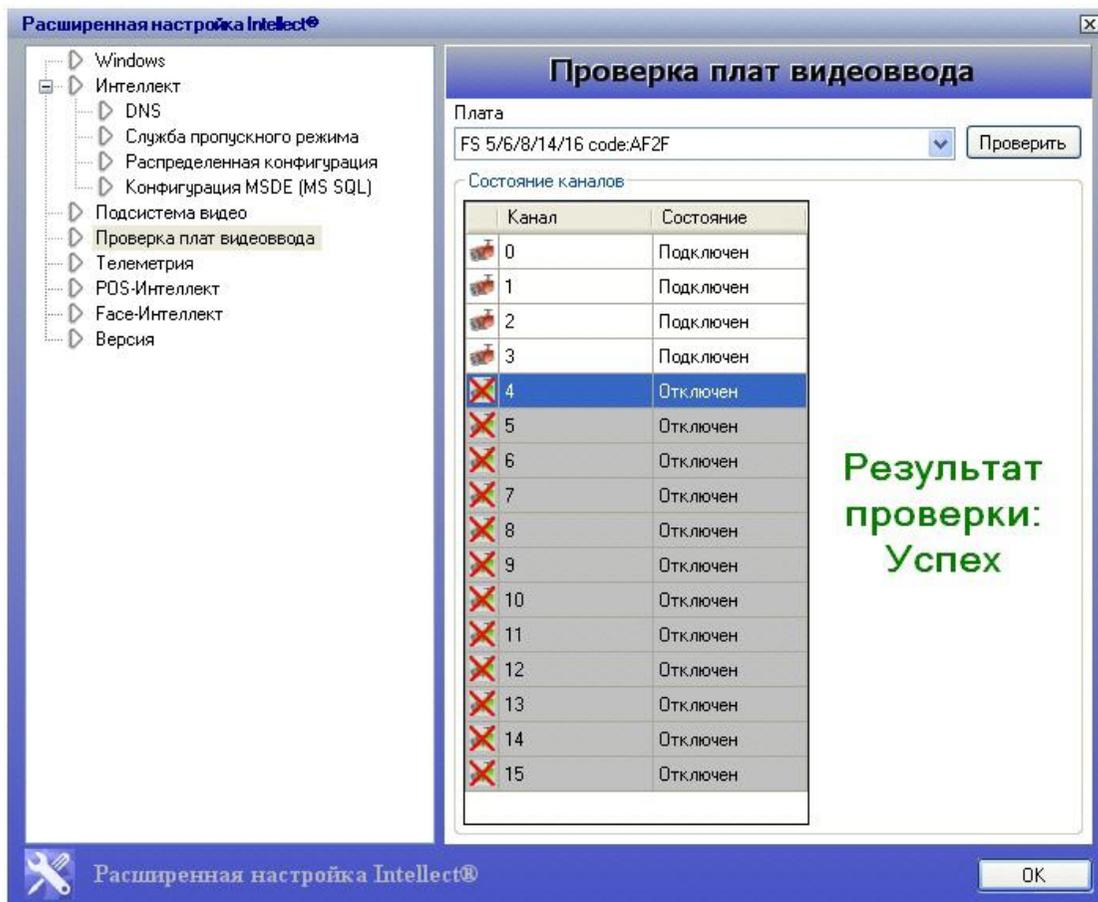 Расширенная настройка Intellect®
Windows
Интеллект
DNS
Служба пропускного режима
Распределенная конфигурация
Конфигурация MSDE (MS SQL)
Подсистема видео
Проверка плат видеоввода
Телеметрия
POS-Интеллект
Face-Интеллект
Версия
Проверка плат видеоввода
Плата
FS 5/6/8/14/16 code:AF2F
Проверить
Состояние каналов
Канал Состояние
0 Подключен
1 Подключен
2 Подключен
3 Подключен
4 Отключен
5 Отключен
6 Отключен
7 Отключен
8 Отключен
9 Отключен
10 Отключен
11 Отключен
12 Отключен
13 Отключен
14 Отключен
15 Отключен
Результат
проверки:
Успех
Расширенная настройка Intellect®
OK